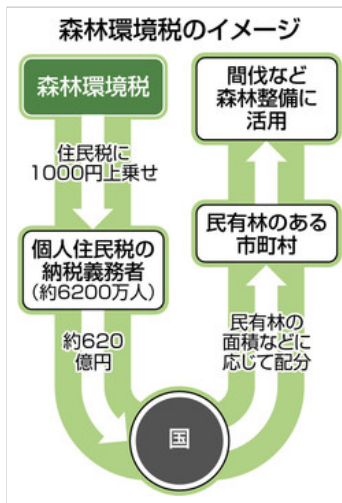 森林環境税のイメージ
森林環境税
住民税に
1000円上乗せ
個人住民税の
納税義務者
(約6200万人)
約620
億円
国
民有林の
面積などに
応じて配分
民有林のある
市町村
間伐など
森林整備に
活用